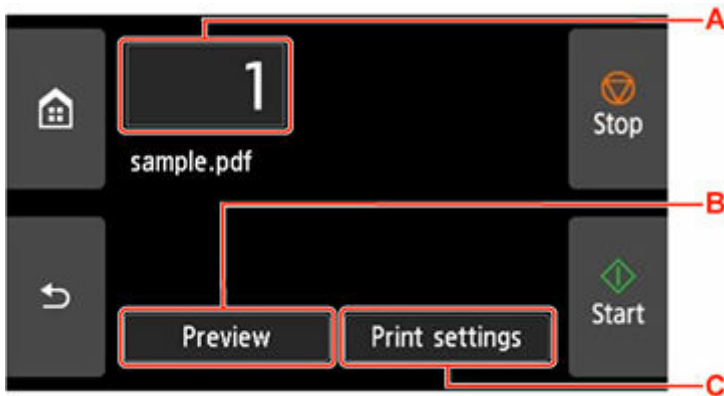 A
1
Stop
sample.pdf
B
Start
Preview
Print settings
C